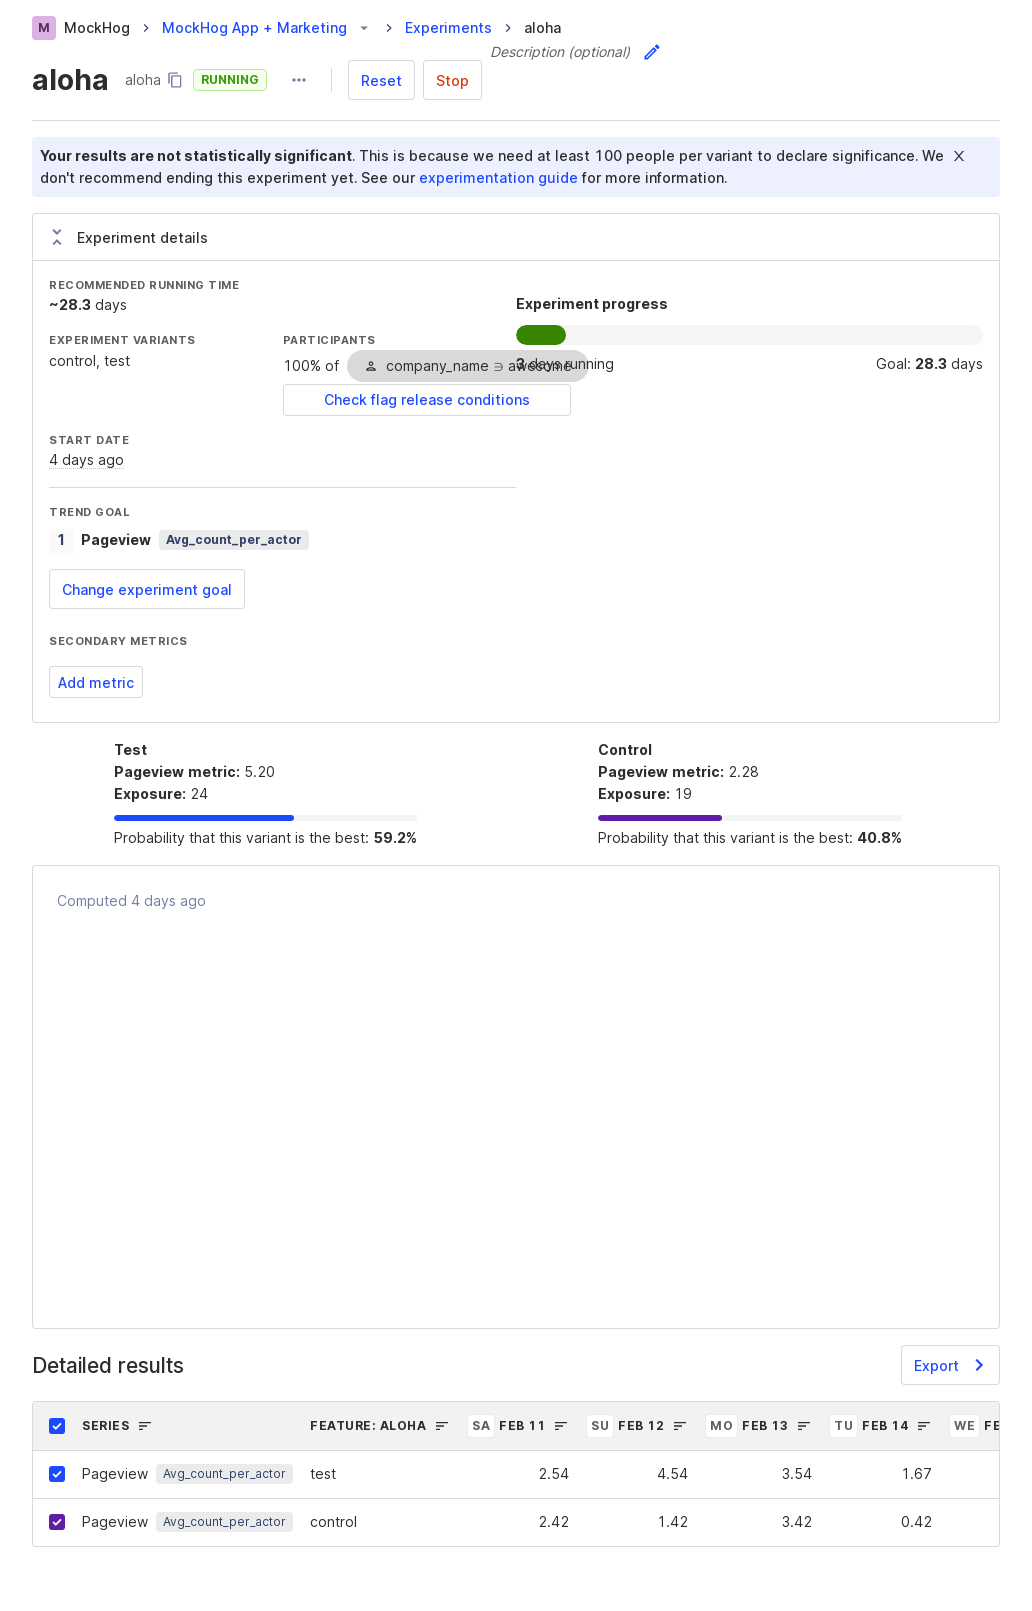 M MockHog > MockHog App + Marketing > Experiments > aloha
Description (optional)
aloha aloha RUNNING ··· Reset Stop
Your results are not statistically significant. This is because we need at least 100 people per variant to declare significance. We
don't recommend ending this experiment yet. See our experimentation guide for more information.
Experiment details
RECOMMENDED RUNNING TIME
~28.3 days
Experiment progress
3 days running Goal: 28.3 days
EXPERIMENT VARIANTS
control, test
PARTICIPANTS
100% of company_name ∋ awesome
Check flag release conditions
START DATE
4 days ago
TREND GOAL
1 Pageview Avg_count_per_actor
Change experiment goal
SECONDARY METRICS
Add metric
Test
Pageview metric: 5.20
Exposure: 24
Probability that this variant is the best: 59.2%
Control
Pageview metric: 2.28
Exposure: 19
Probability that this variant is the best: 40.8%
Computed 4 days ago
Detailed results
Export
SERIES FEATURE: ALOHA SA FEB 11 SU FEB 12 MO FEB 13 TU FEB 14 WE FE
Pageview Avg_count_per_actor test 2.54 4.54 3.54 1.67
Pageview Avg_count_per_actor control 2.42 1.42 3.42 0.42